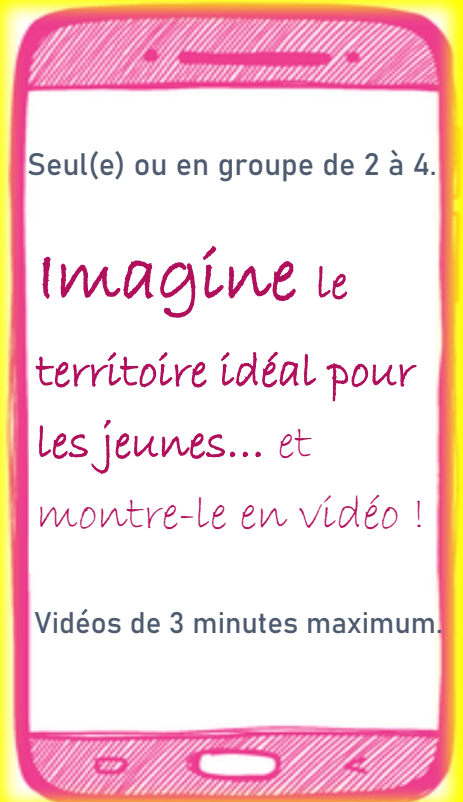 Seul(e) ou en groupe de 2 à 4.
Imagine le
territoire idéal pour
les jeunes... et
montre-le en vidéo !
Vidéos de 3 minutes maximum.